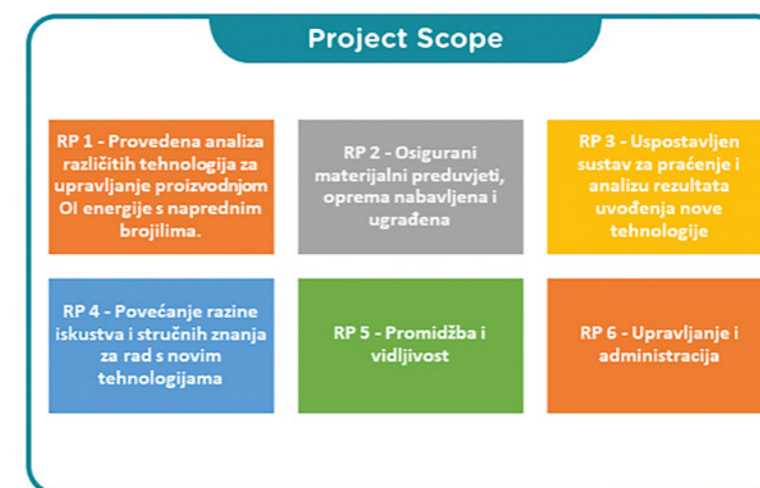 Project Scope
RP 1 - Provedena analiza
različitih tehnologija za
upravljanje proizvodnjom
OI energije s naprednim
brojilima.
RP 2 - Osigurani
materijalni preduvjeti,
oprema nabavljena i
ugrađena
RP 3 - Uspostavljen
sustav za praćenje i
analizu rezultata
uvođenja nove
tehnologije
RP 4 - Povećanje razine
iskustva i stručnih znanja
za rad s novim
tehnologijama
RP 5 - Promidžba i
vidljivost
RP 6 - Upravljanje i
administracija